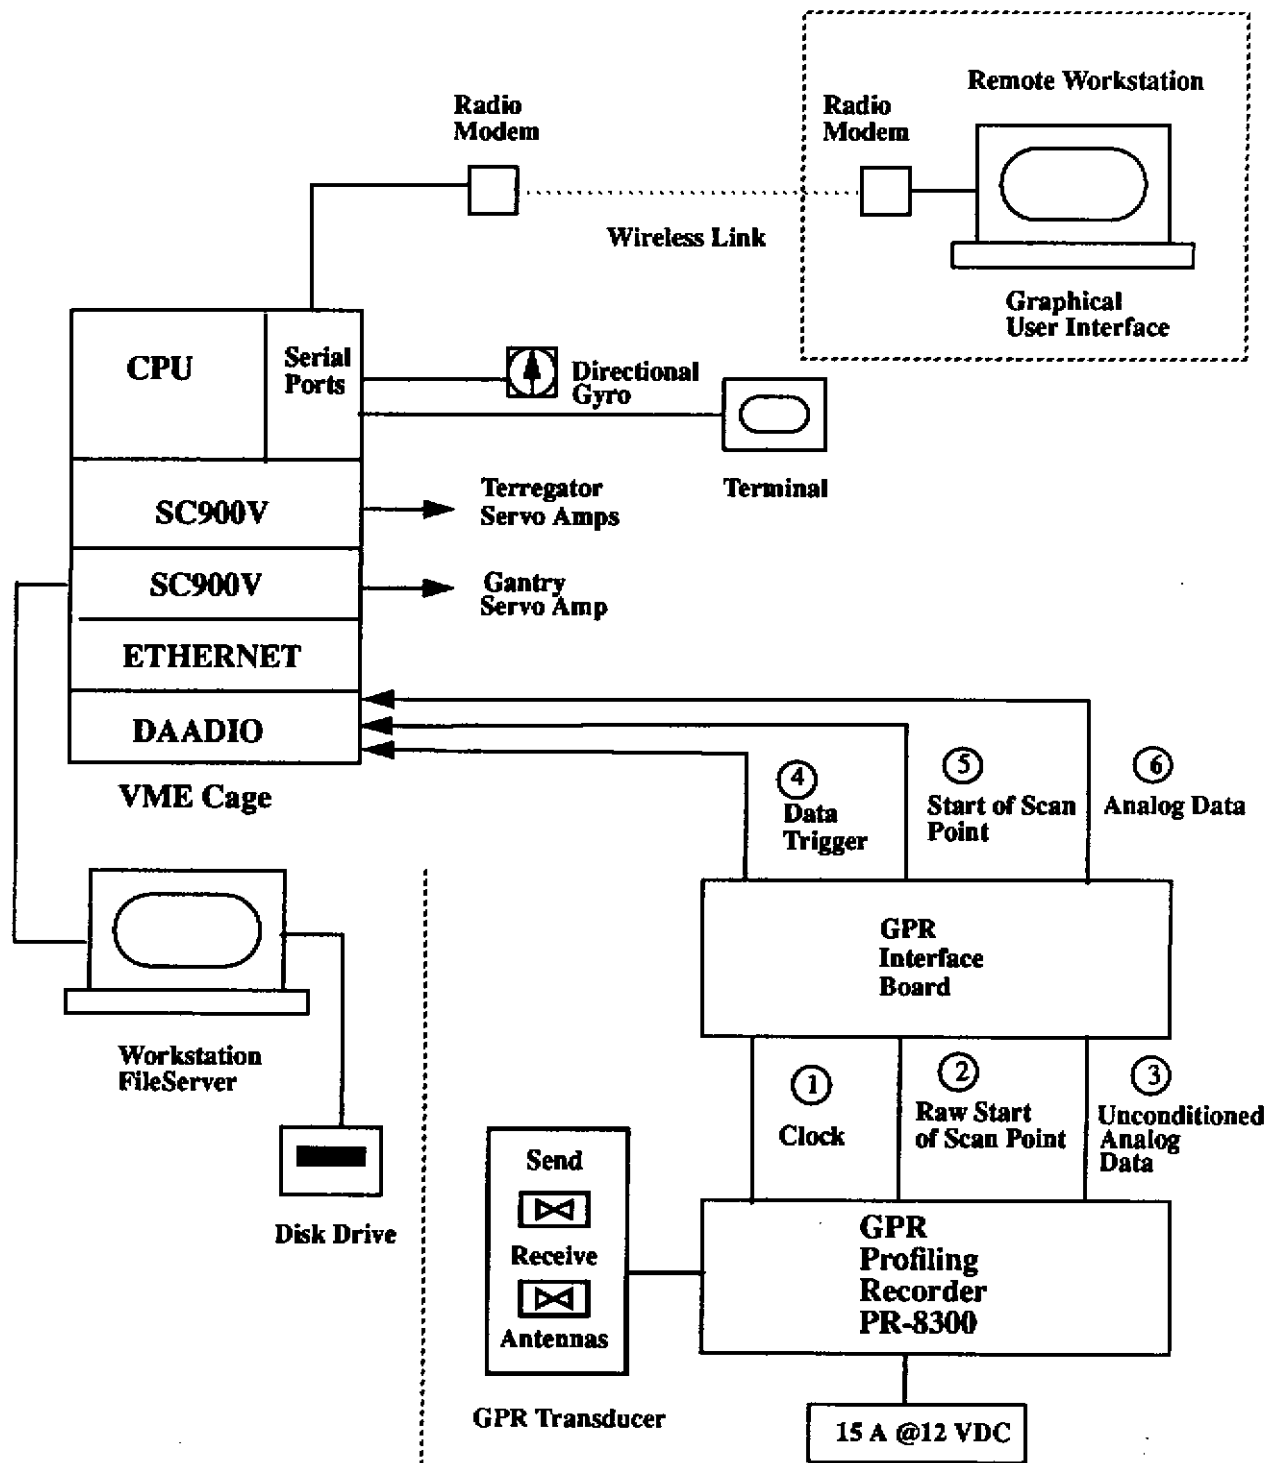 Remote Workstation
Radio
Modem
Radio
Modem
Wireless Link
Graphical
User Interface
CPU
Serial
Ports
Directional
Gyro
Terminal
SC900V
Terregator
Servo Amps
SC900V
Gantry
Servo Amp
ETHERNET
DAADIO
VME Cage
4
Data
Trigger
5
Start of Scan
Point
6
Analog Data
GPR
Interface
Board
Workstation
FileServer
Disk Drive
1
Clock
2
Raw Start
of Scan Point
3
Unconditioned
Analog
Data
Send
Receive
Antennas
GPR Transducer
GPR
Profiling
Recorder
PR-8300
15 A @12 VDC